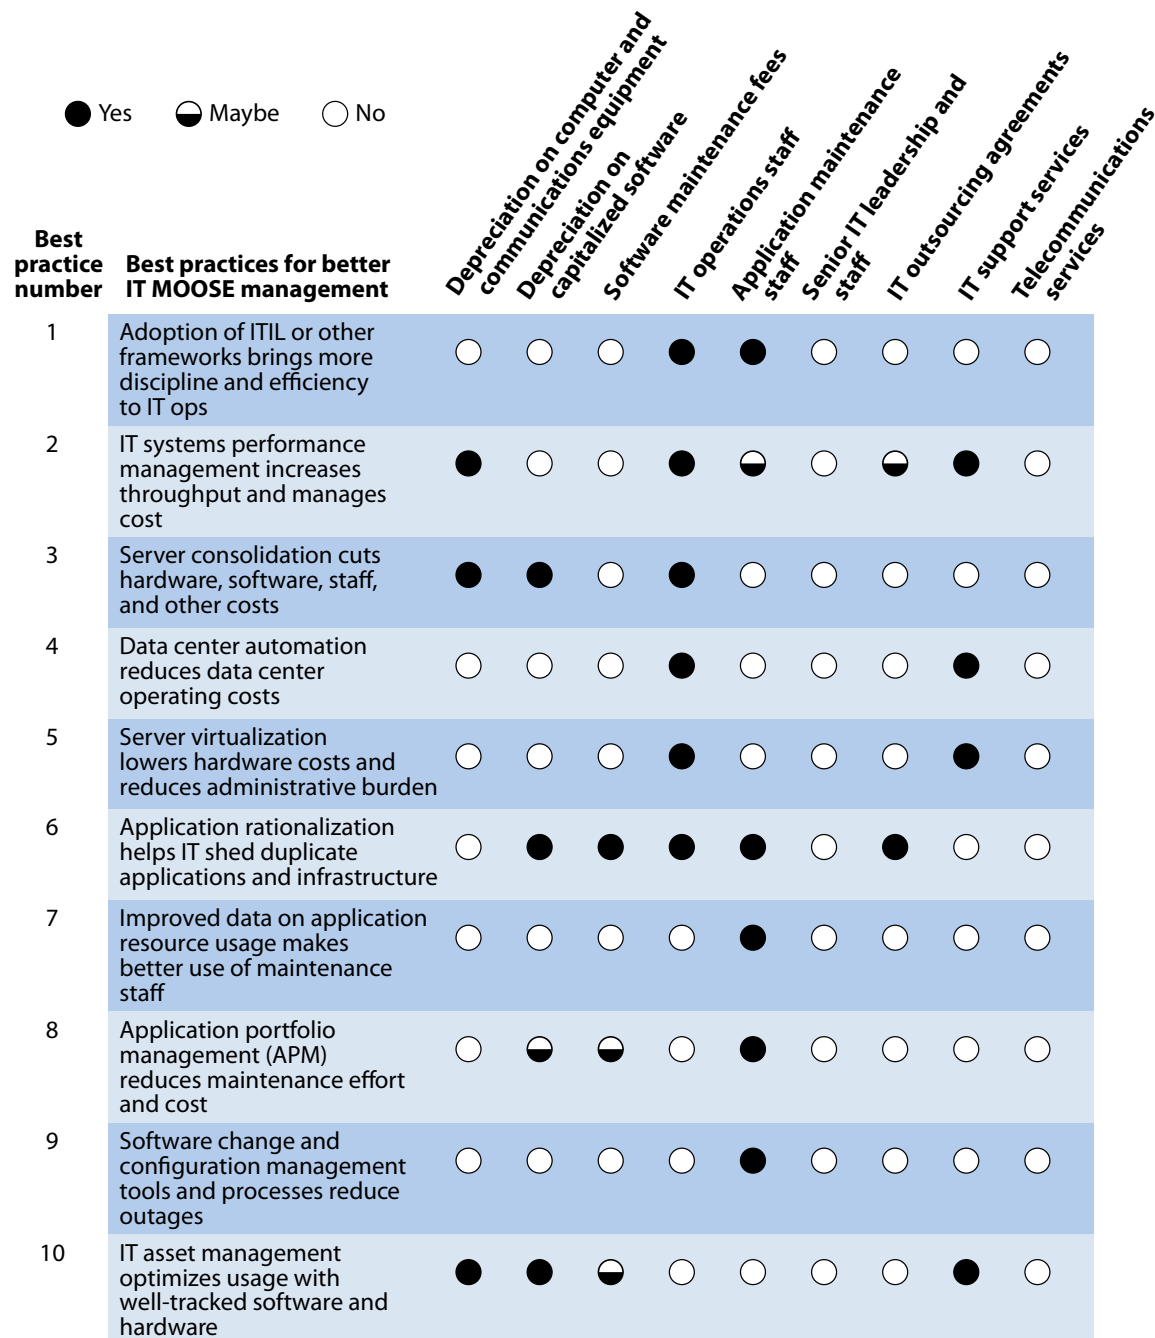 Yes
Maybe
No
Depreciation on computer and
communications equipment
Depreciation on
capitalized software
Software maintenance fees
IT operations staff
Application maintenance
staff
Senior IT leadership and
staff
IT outsourcing agreements
IT support services
Telecommunications
services
Best
practice
number
Best practices for better
IT MOOSE management
1
Adoption of ITIL or other
frameworks brings more
discipline and efficiency
to IT ops
2
IT systems performance
management increases
throughput and manages
cost
3
Server consolidation cuts
hardware, software, staff,
and other costs
4
Data center automation
reduces data center
operating costs
5
Server virtualization
lowers hardware costs and
reduces administrative burden
6
Application rationalization
helps IT shed duplicate
applications and infrastructure
7
Improved data on application
resource usage makes
better use of maintenance
staff
8
Application portfolio
management (APM)
reduces maintenance effort
and cost
9
Software change and
configuration management
tools and processes reduce
outages
10
IT asset management
optimizes usage with
well-tracked software and
hardware